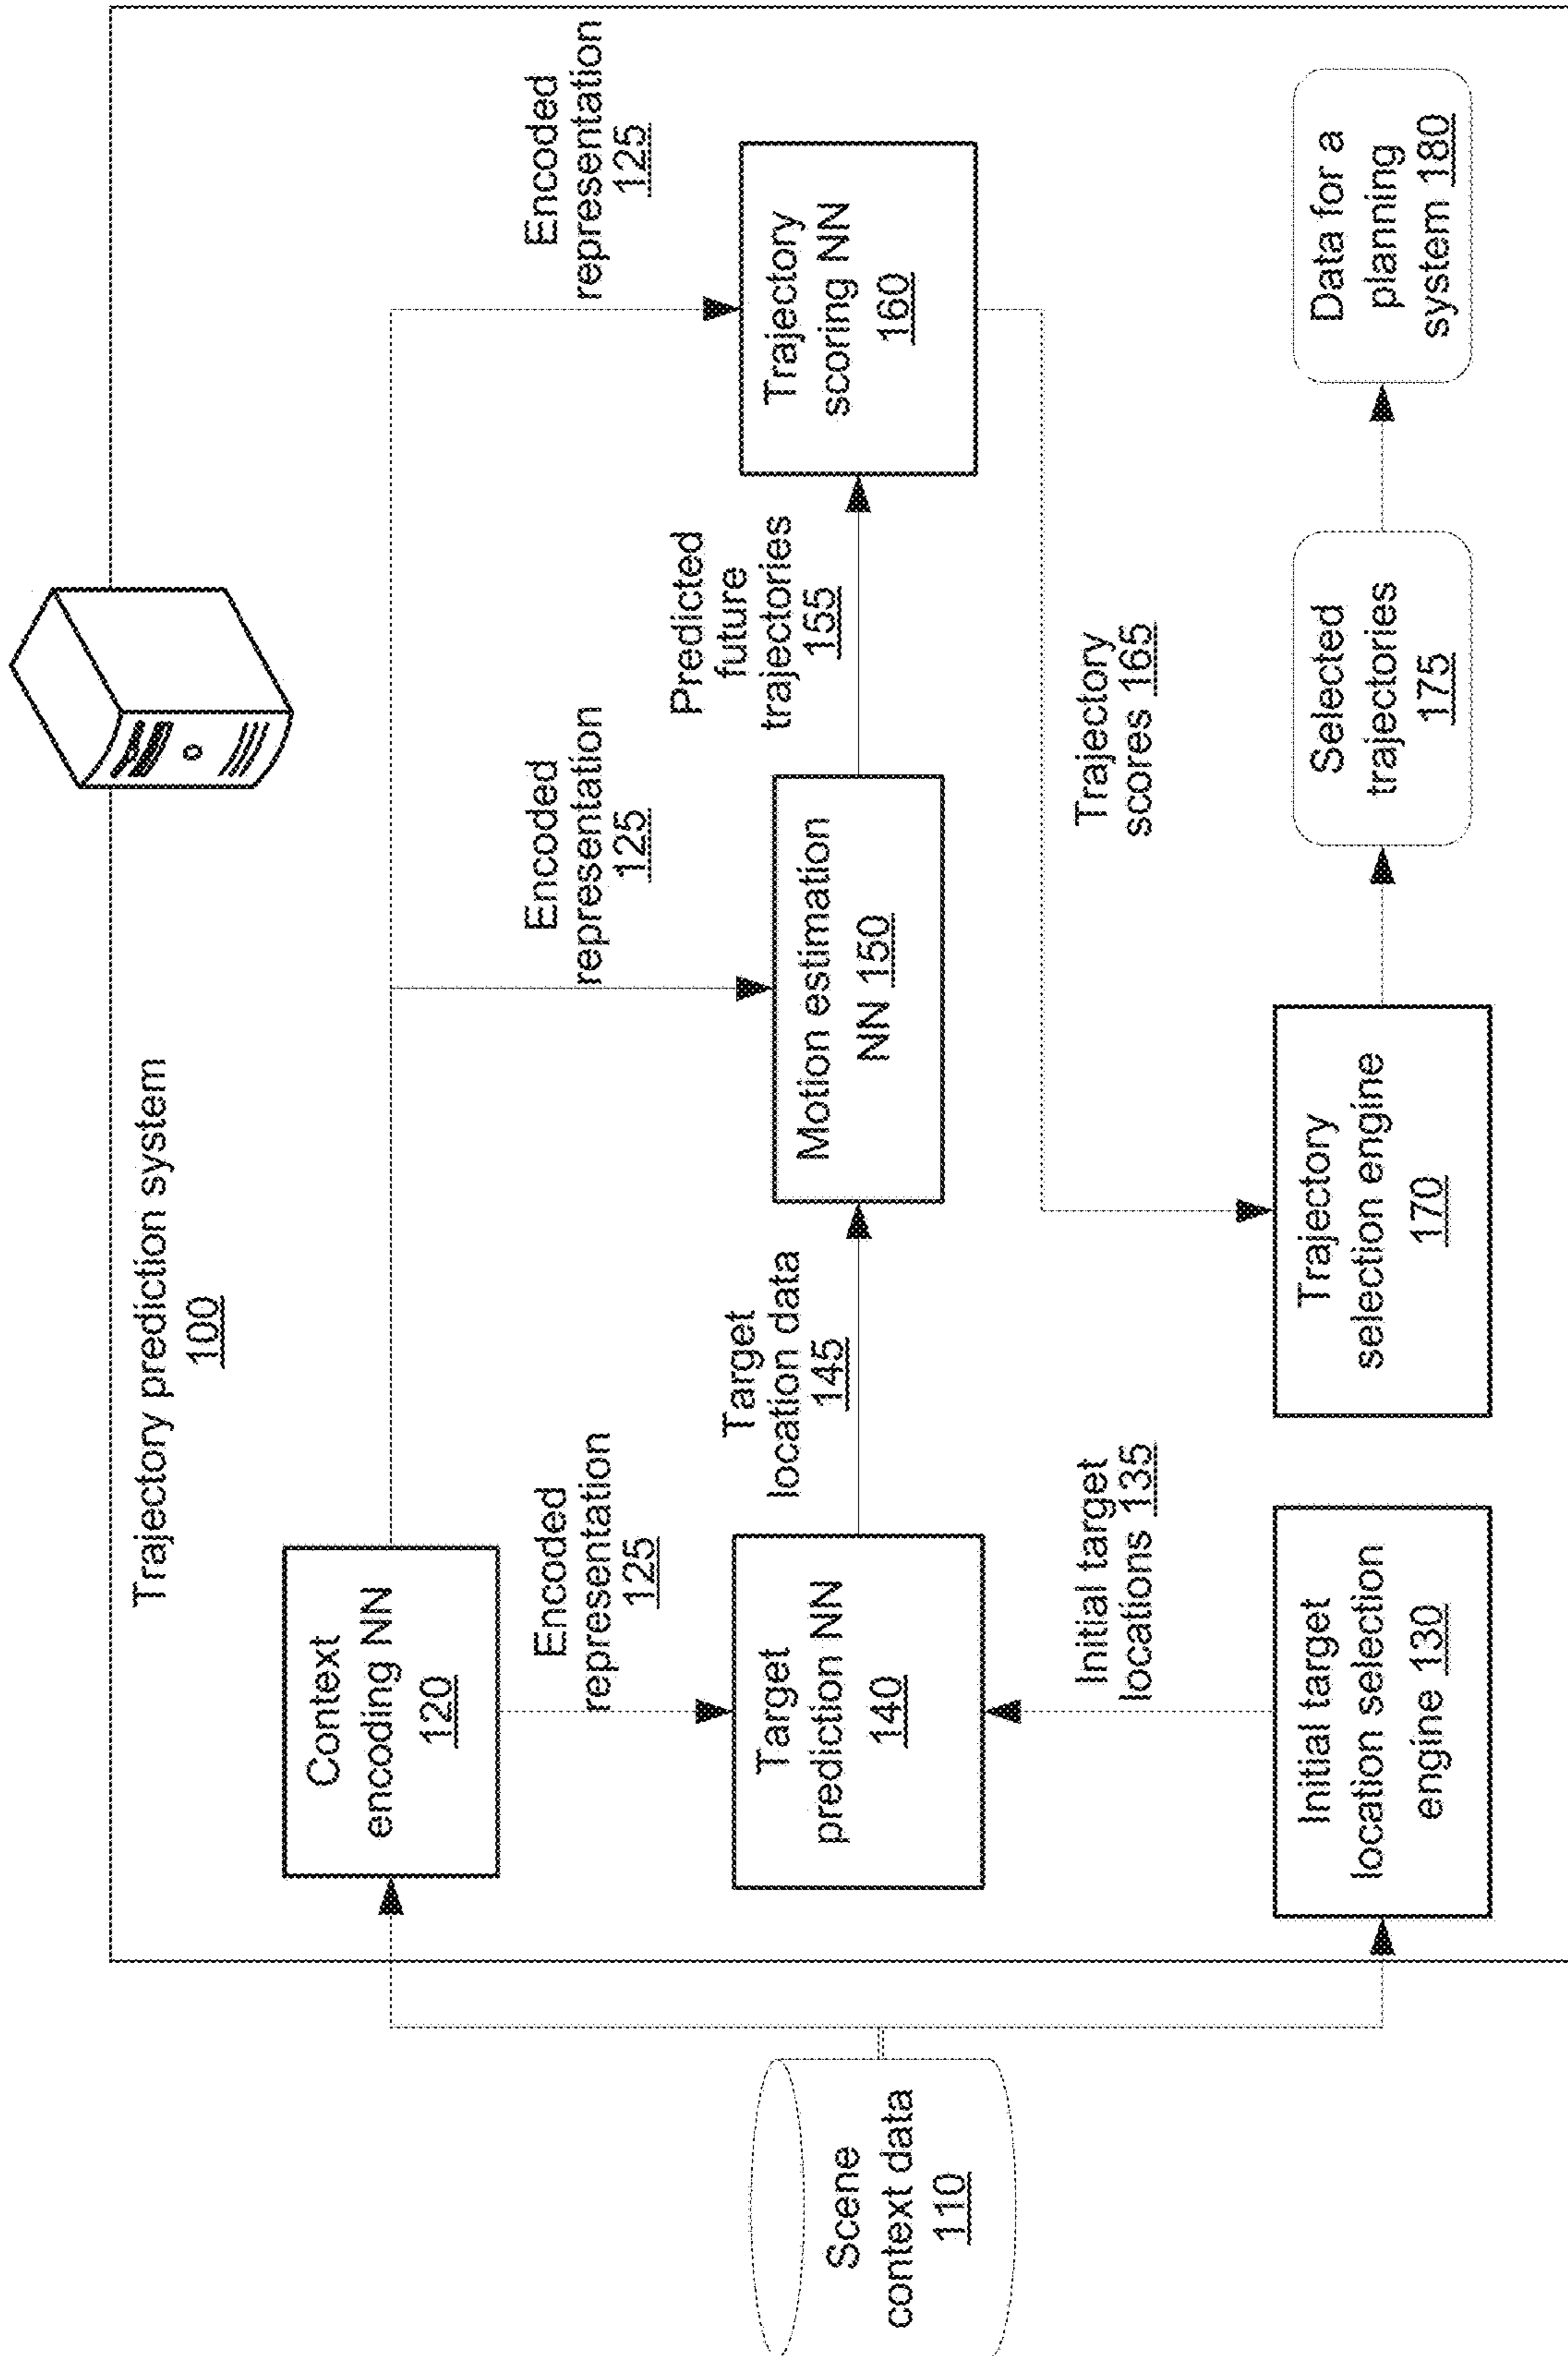 Trajectory prediction system
100
Scene
context data
110
Context
encoding NN
120
Encoded
representation
125
Encoded
representation
125
Encoded
representation
125
Target
prediction NN
140
Target
location data
145
Motion estimation
NN 150
Predicted
future
trajectories
155
Trajectory
scoring NN
160
Initial target
locations 135
Trajectory
scores 165
Initial target
location selection
engine 130
Trajectory
selection engine
170
Selected
trajectories
175
Data for a
planning
system 180